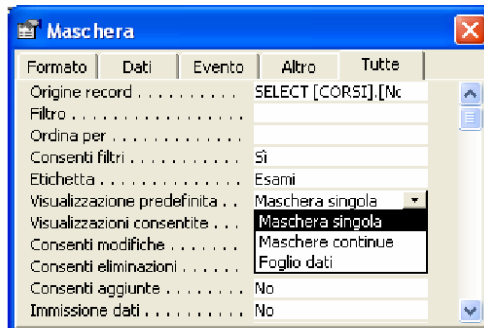 Maschera
Formato Dati Evento Altro Tutte
Origine record . . . . . . . . . . SELECT [CORSI].[Nc
Filtro . . . . . . . . . . . . . . . . . .
Ordina per . . . . . . . . . . . . .
Consenti filtri . . . . . . . . . . . Sì
Etichetta . . . . . . . . . . . . . . Esami
Visualizzazione predefinita . . Maschera singola
Visualizzazioni consentite . . . Maschera singola
Consenti modifiche . . . . . . . Maschere continue
Consenti eliminazioni . . . . . . Foglio dati
Consenti aggiunte . . . . . . . . No
Immissione dati . . . . . . . . . . No